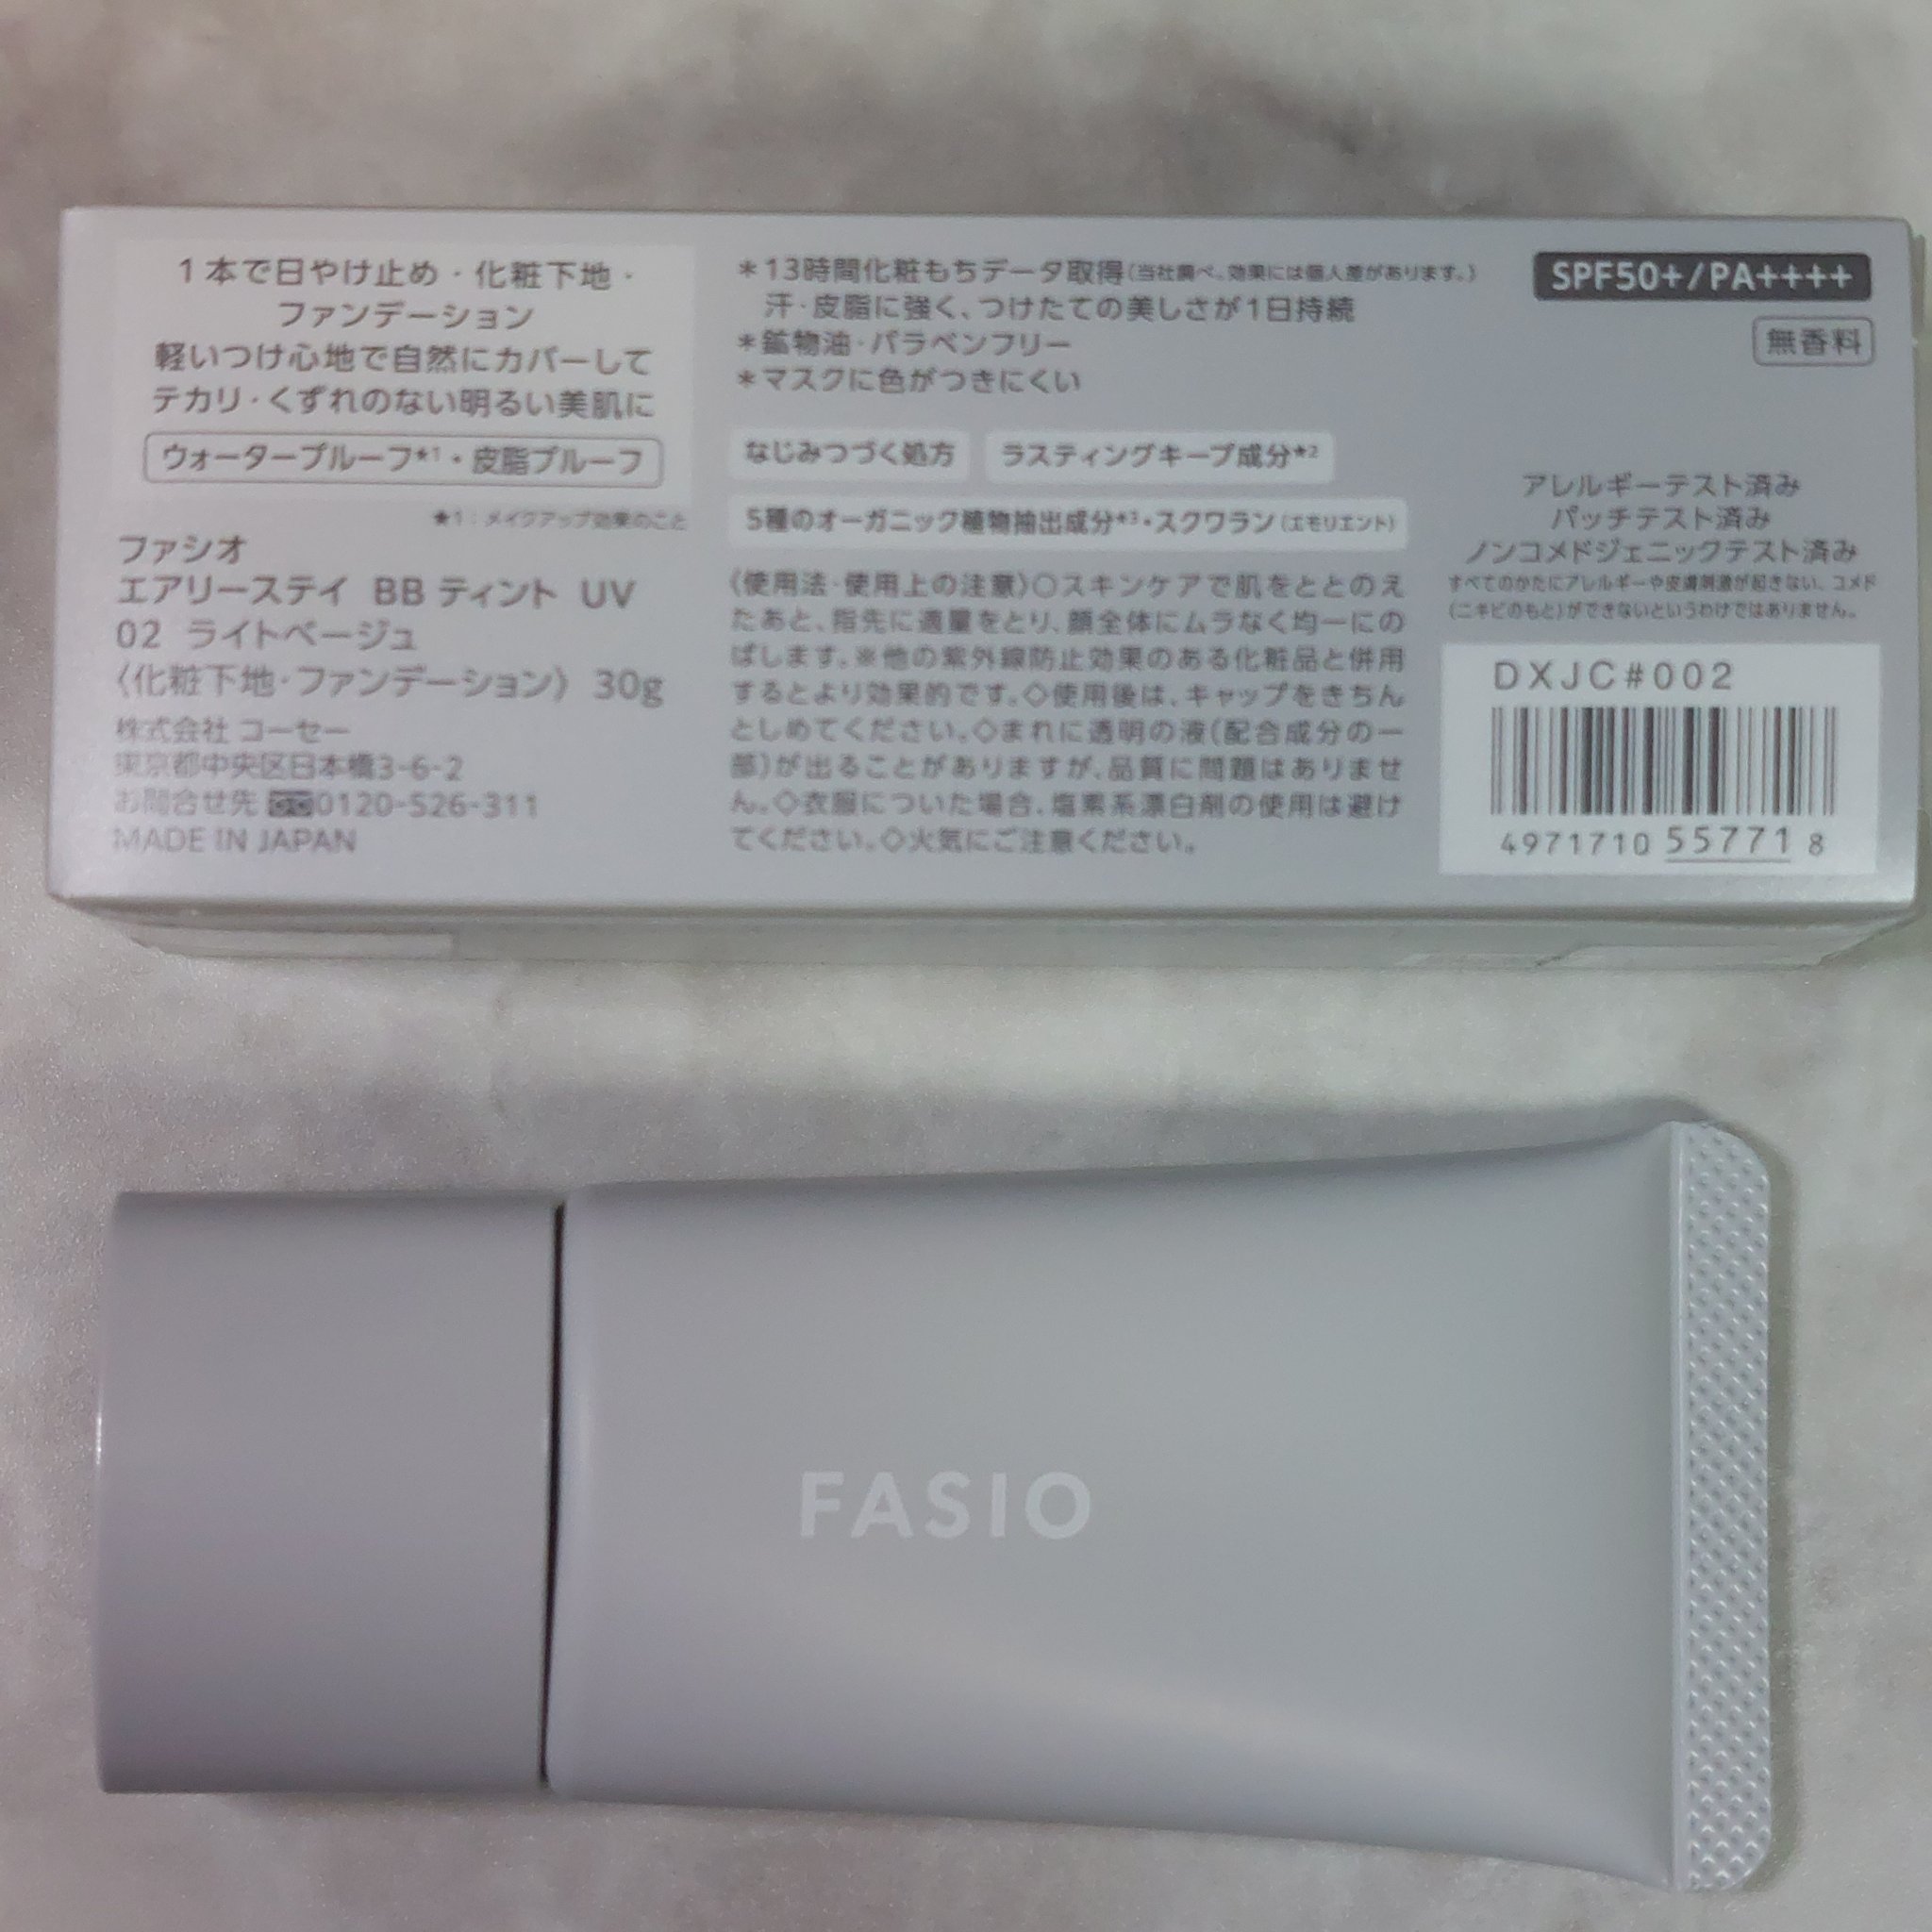 1本で日やけ止め・化粧下地・
ファンデーション
軽いつけ心地で自然にカバーして
テカリ・くずれのない明るい美肌に
ウォータープルーフ★1・皮脂プルーフ
★1：メイクアップ効果のこと
ファシオ
エアリーステイ BB ティント UV
02 ライトベージュ
〈化粧下地・ファンデーション〉 30g
株式会社 コーセー
東京都中央区日本橋3-6-2
お問合せ先 0120-526-311
MADE IN JAPAN
＊13時間化粧もちデータ取得(当社調べ。効果には個人差があります。)
汗・皮脂に強く、つけたての美しさが1日持続
＊鉱物油・パラベンフリー
＊マスクに色がつきにくい
なじみつづく処方 ラスティングキープ成分★2
5種のオーガニック植物抽出成分★3・スクワラン(エモリエント)
〈使用法・使用上の注意〉○スキンケアで肌をととのえ
たあと、指先に適量をとり、顔全体にムラなく均一にの
ばします。※他の紫外線防止効果のある化粧品と併用
するとより効果的です。◇使用後は、キャップをきちん
としめてください。◇まれに透明の液(配合成分の一
部)が出ることがありますが、品質に問題はありませ
ん。◇衣服についた場合、塩素系漂白剤の使用は避け
てください。◇火気にご注意ください。
SPF50+/PA++++
無香料
アレルギーテスト済み
パッチテスト済み
ノンコメドジェニックテスト済み
すべてのかたにアレルギーや皮膚刺激が起きない、コメド
(ニキビのもと)ができないというわけではありません。
DXJC#002
4971710 55771 8
FASIO